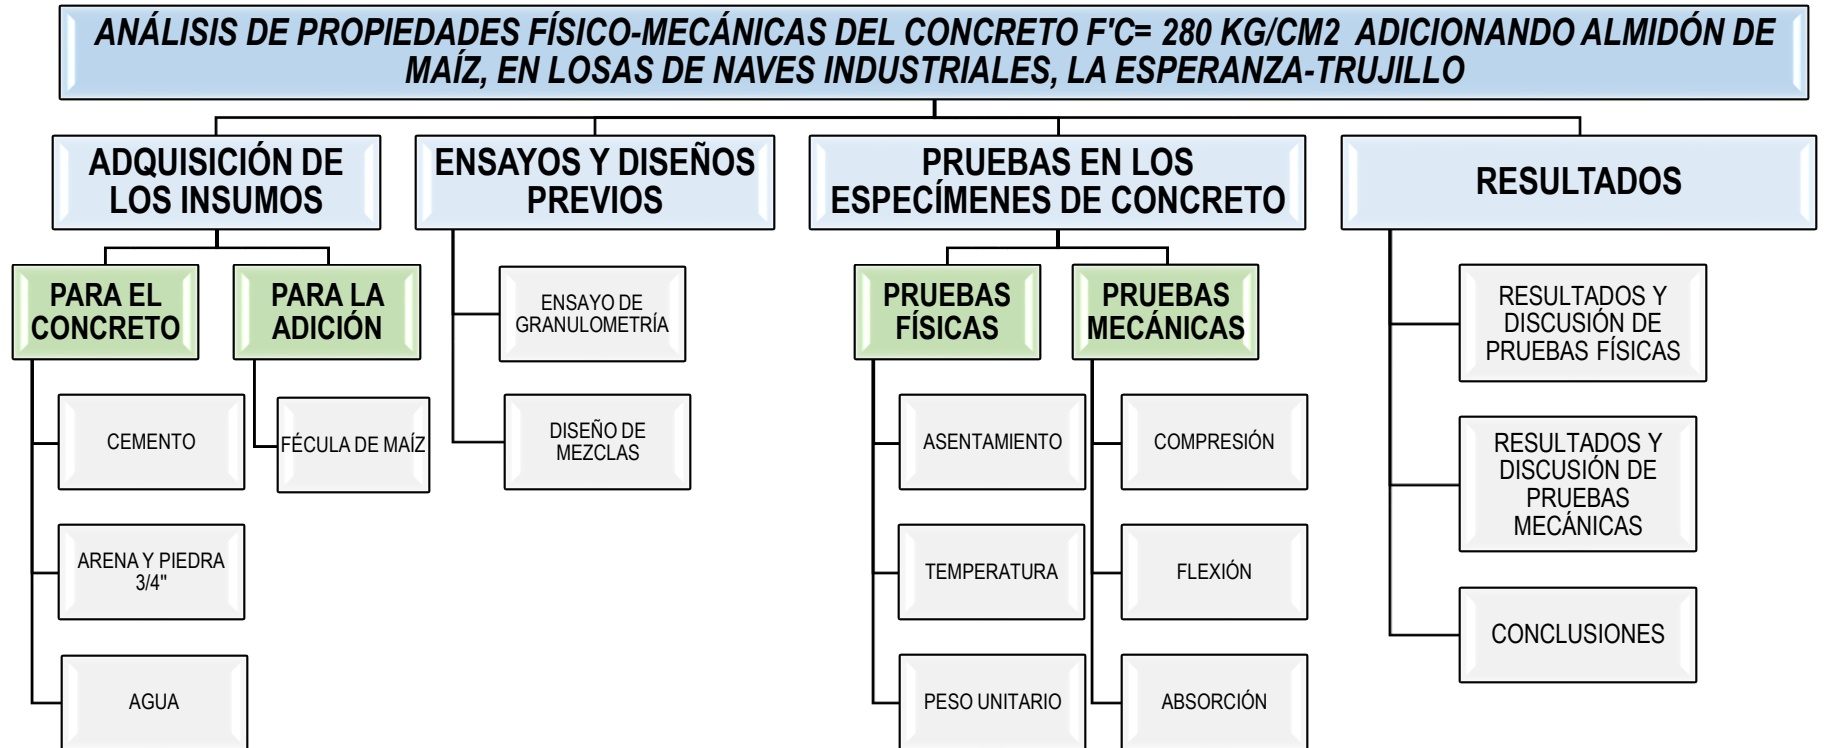 ANÁLISIS DE PROPIEDADES FÍSICO-MECÁNICAS DEL CONCRETO F'C= 280 KG/CM2 ADICIONANDO ALMIDÓN DE
MAÍZ, EN LOSAS DE NAVES INDUSTRIALES, LA ESPERANZA-TRUJILLO
ADQUISICIÓN DE
LOS INSUMOS
PARA EL
CONCRETO
CEMENTO
ARENA Y PIEDRA
3/4"
AGUA
PARA LA
ADICIÓN
FÉCULA DE MAÍZ
ENSAYOS Y DISEÑOS
PREVIOS
ENSAYO DE
GRANULOMETRÍA
DISEÑO DE
MEZCLAS
PRUEBAS EN LOS
ESPECÍMENES DE CONCRETO
PRUEBAS
FÍSICAS
ASENTAMIENTO
TEMPERATURA
PESO UNITARIO
PRUEBAS
MECÁNICAS
COMPRESIÓN
FLEXIÓN
ABSORCIÓN
RESULTADOS
RESULTADOS Y
DISCUSIÓN DE
PRUEBAS FÍSICAS
RESULTADOS Y
DISCUSIÓN DE
PRUEBAS
MECÁNICAS
CONCLUSIONES